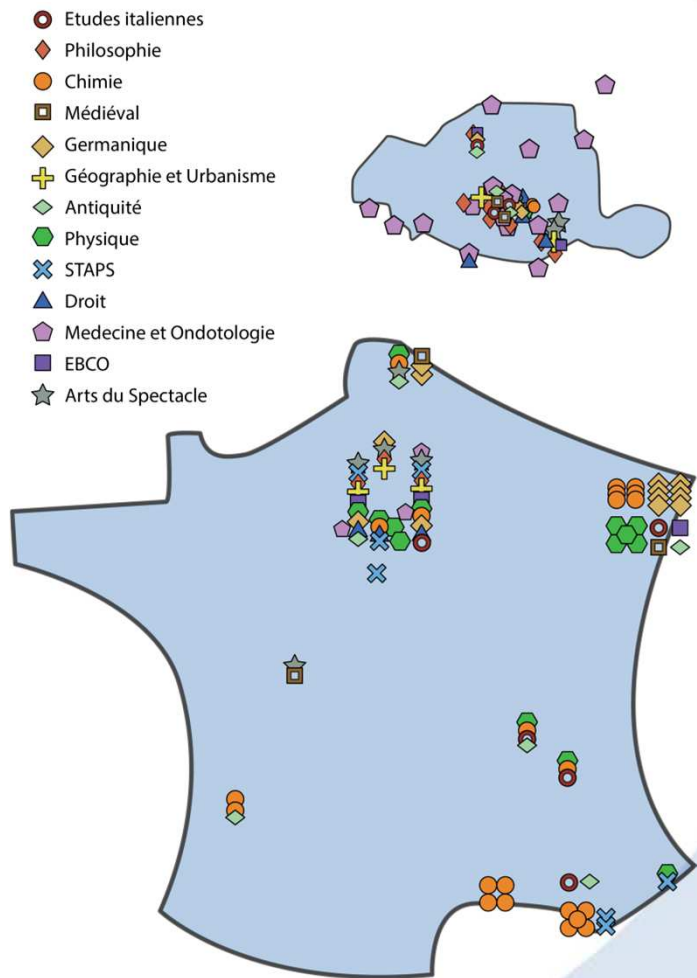 Etudes italiennes
Philosophie
Chimie
Médiéval
Germanique
Géographie et Urbanisme
Antiquité
Physique
STAPS
Droit
Medecine et Ondotologie
EBCO
Arts du Spectacle